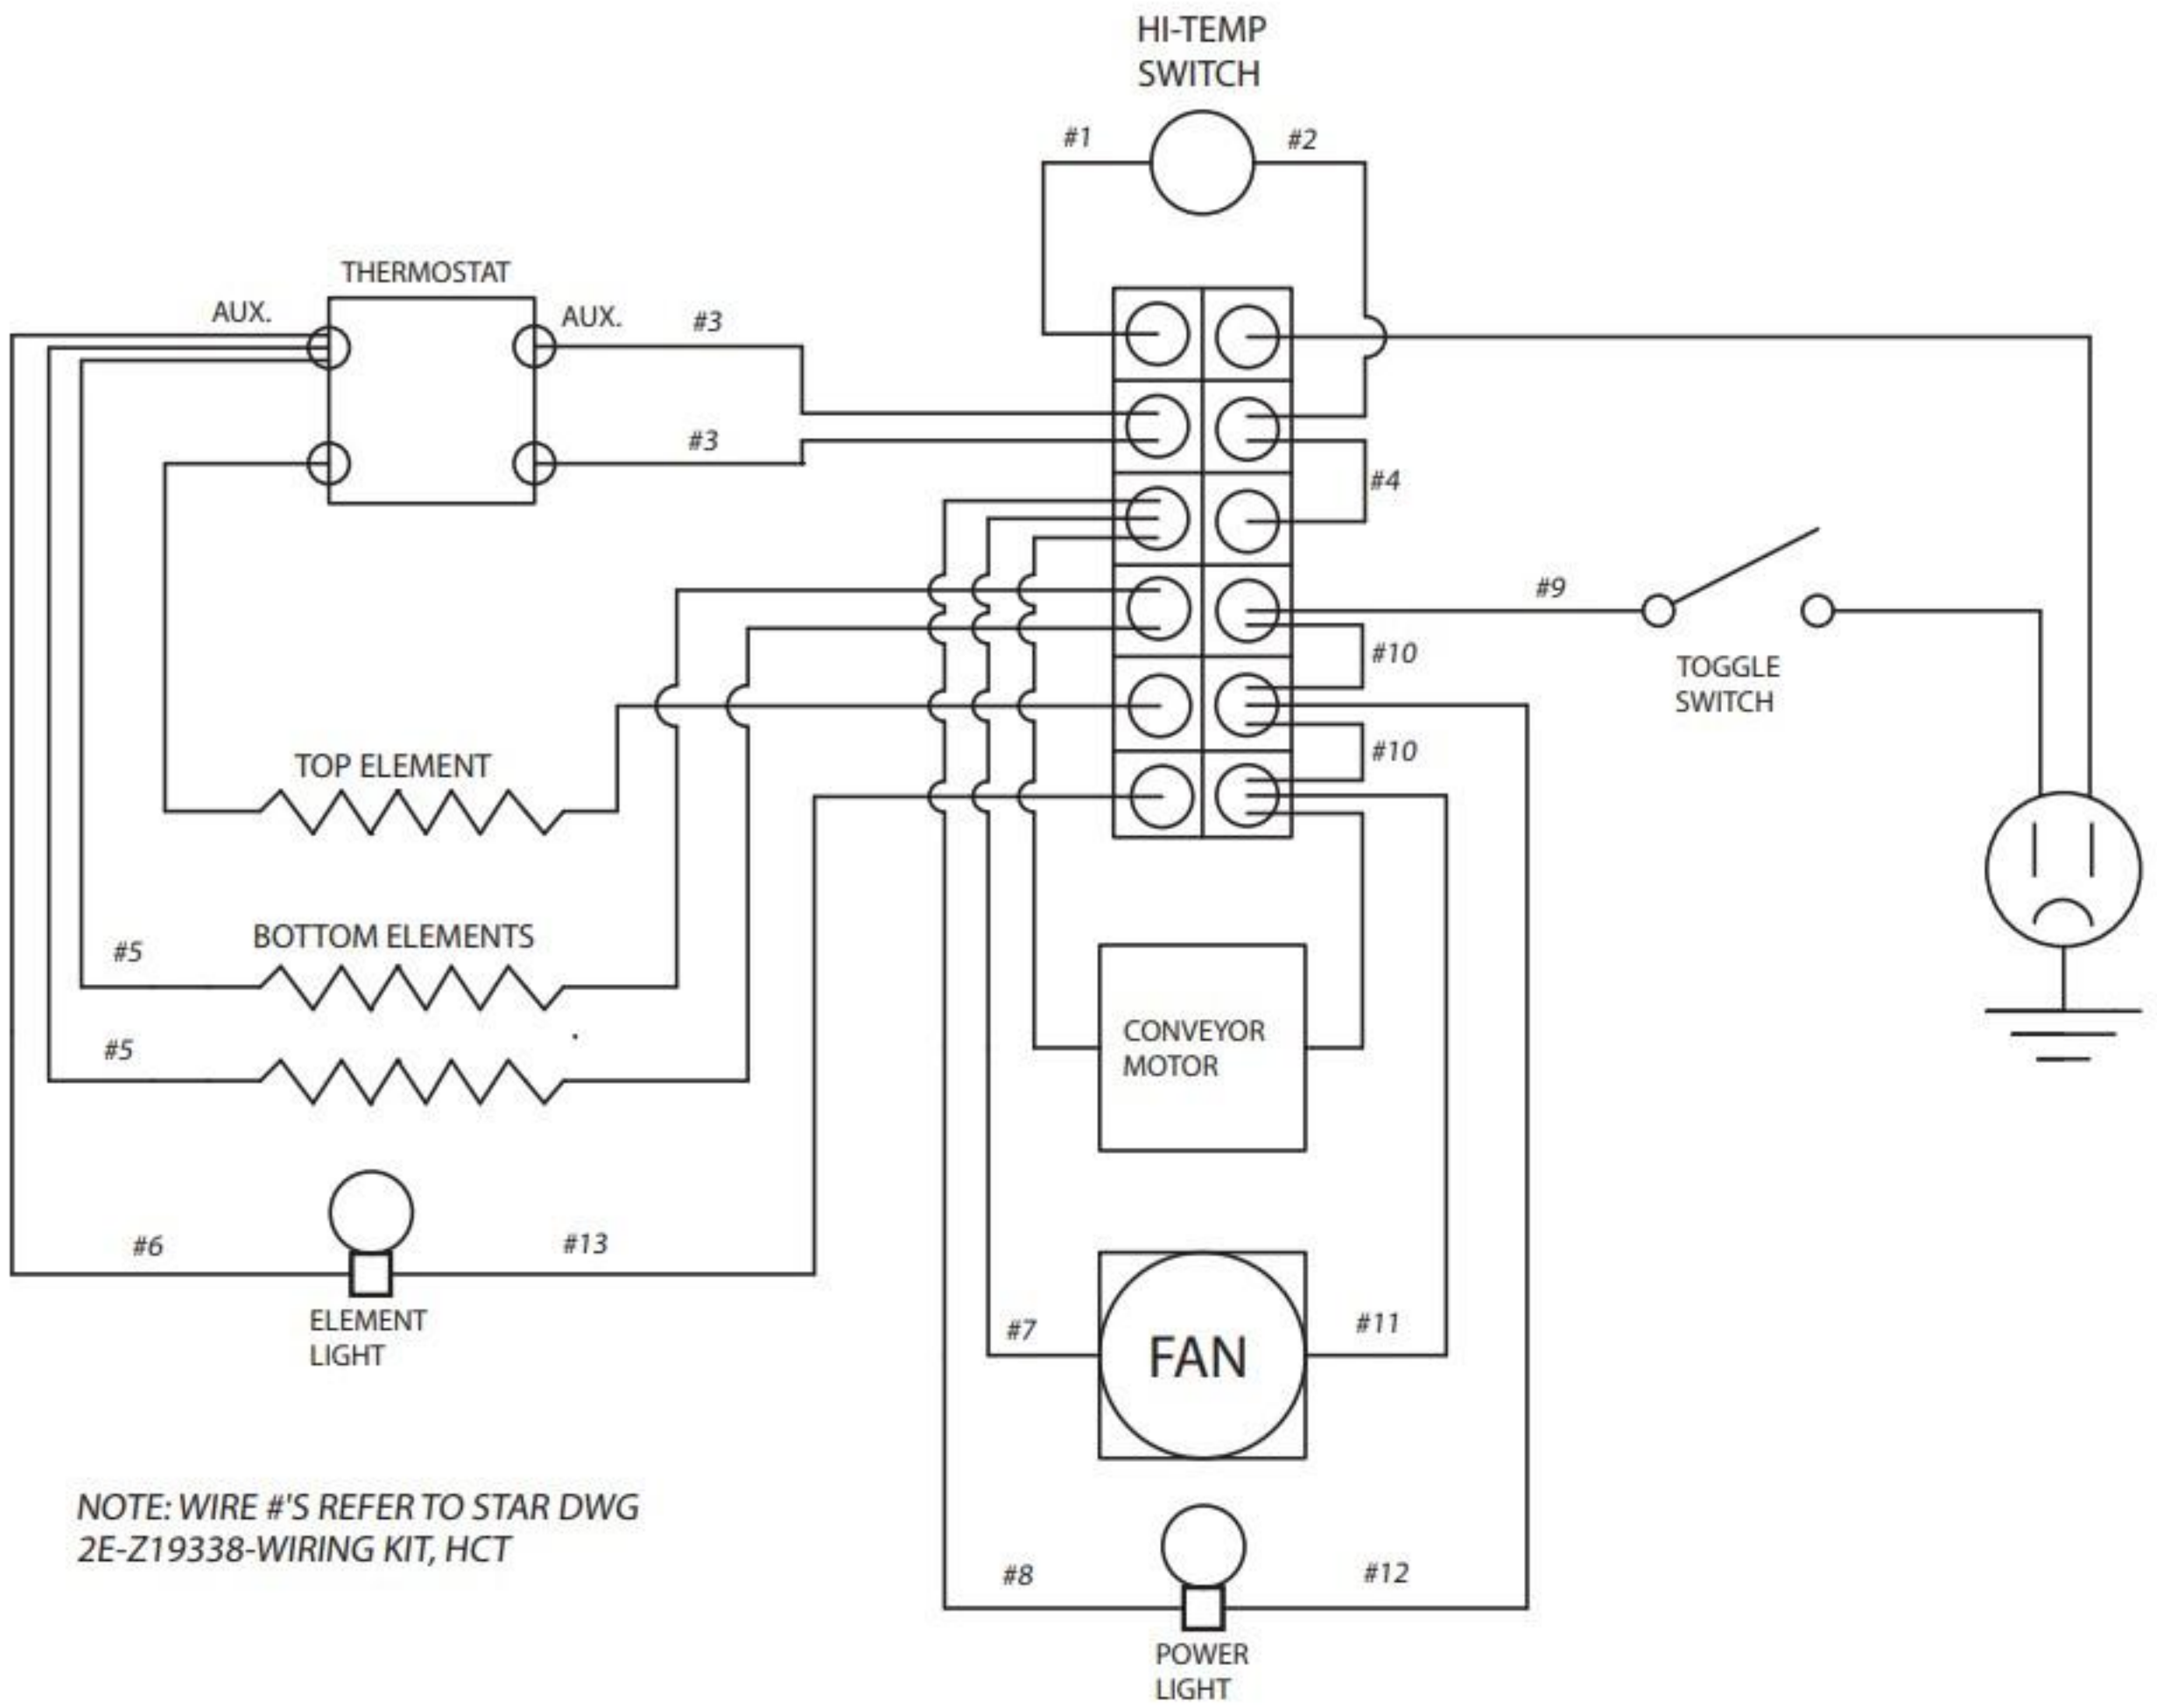 HI-TEMP
SWITCH
#1
#2
THERMOSTAT
AUX.
AUX.
#3
#3
#4
#9
#10
TOGGLE
SWITCH
#10
TOP ELEMENT
BOTTOM ELEMENTS
#5
#5
CONVEYOR
MOTOR
#6
#13
ELEMENT
LIGHT
#7
FAN
#11
NOTE: WIRE #'S REFER TO STAR DWG
2E-Z19338-WIRING KIT, HCT
#8
#12
POWER
LIGHT